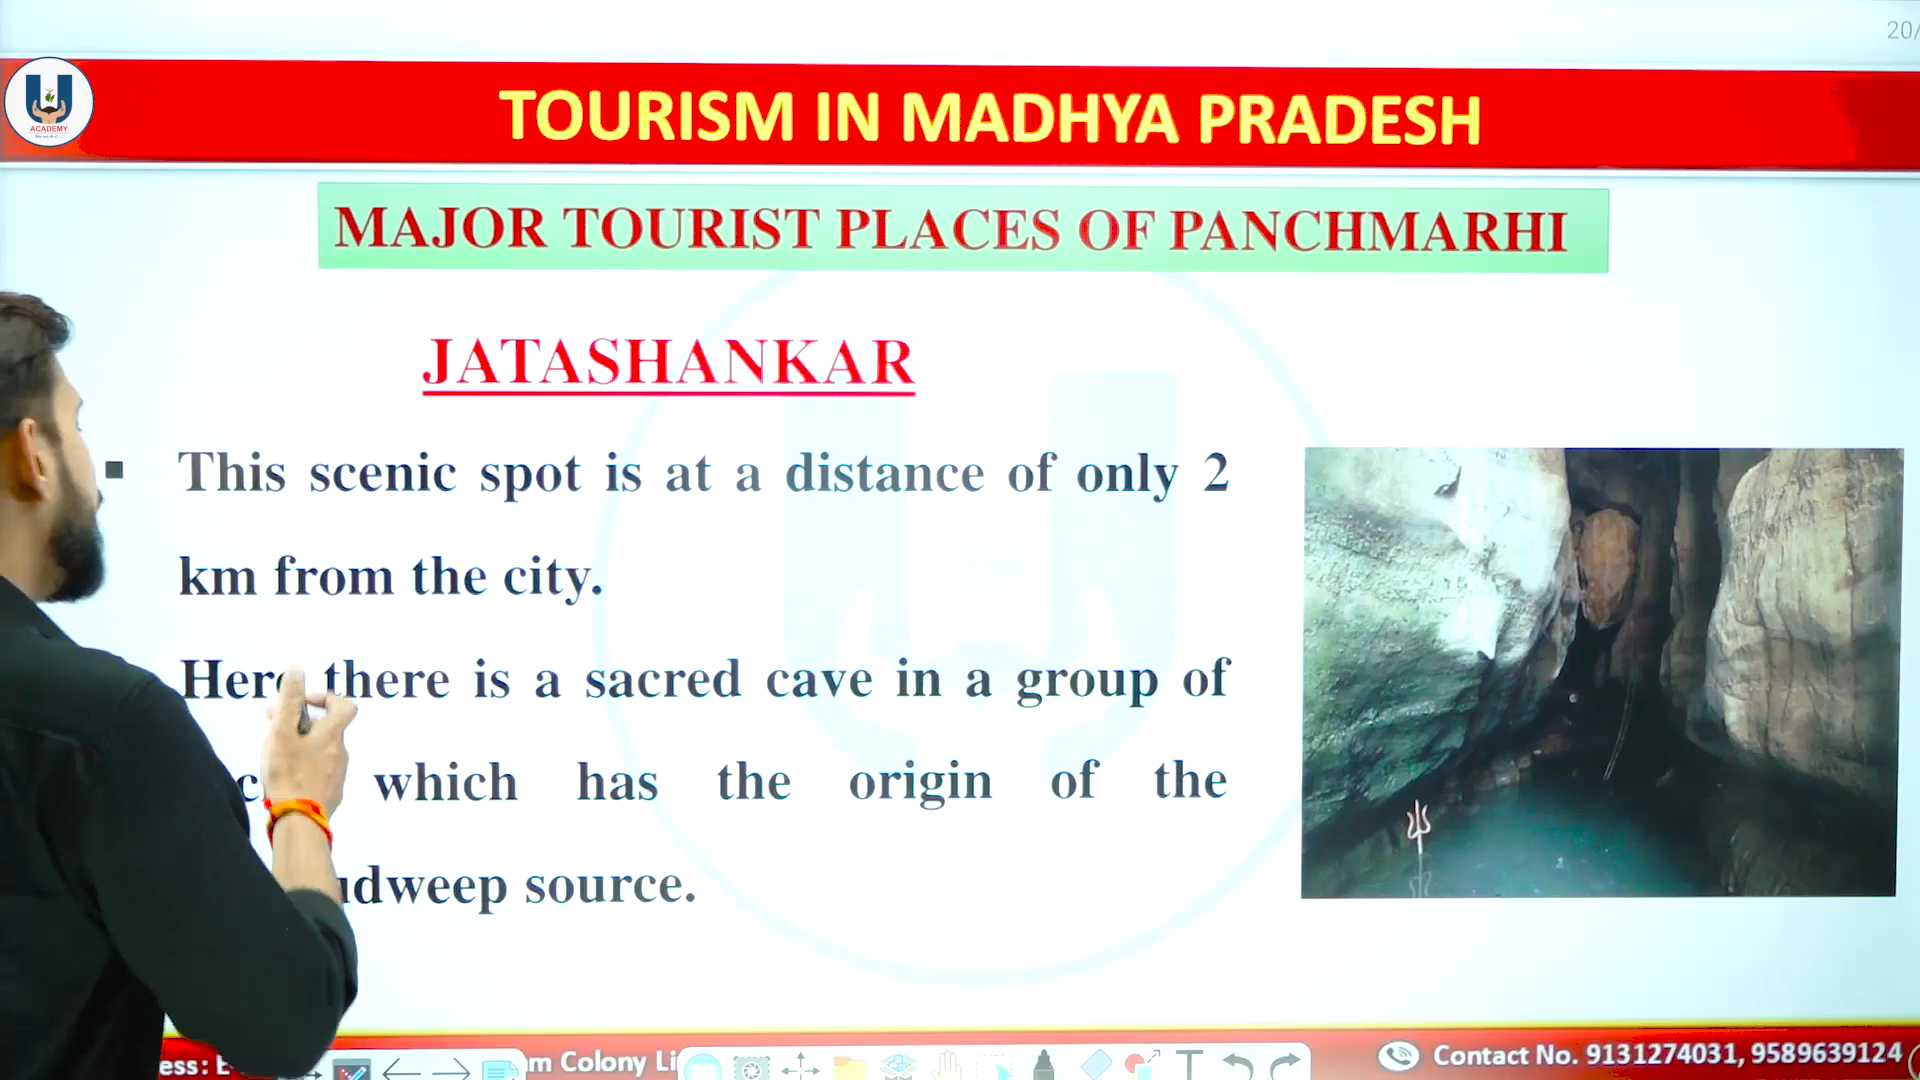 20/
ACADEMY
TOURISM IN MADHYA PRADESH
MAJOR TOURIST PLACES OF PANCHMARHI
JATASHANKAR
▪ This scenic spot is at a distance of only 2
km from the city.
Here there is a sacred cave in a group of
which has the origin of the
source.
Colony
Contact No. 9131274031, 9589639124